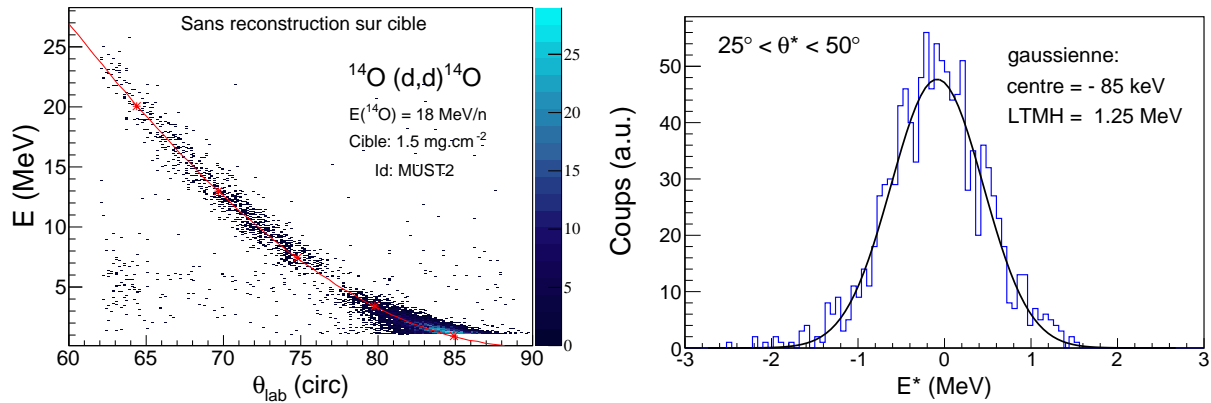 Sans reconstruction sur cible
¹⁴O (d,d)¹⁴O
E(¹⁴O) = 18 MeV/n
Cible: 1.5 mg.cm⁻²
Id: MUST2
E (MeV)
25
20
15
10
5
60 65 70 75 80 85 90
θlab (circ)
25
20
15
10
5
0
25° < θ* < 50°
gaussienne:
centre = - 85 keV
LTMH = 1.25 MeV
Coups (a.u.)
50
40
30
20
10
0
-3 -2 -1 0 1 2 3
E* (MeV)